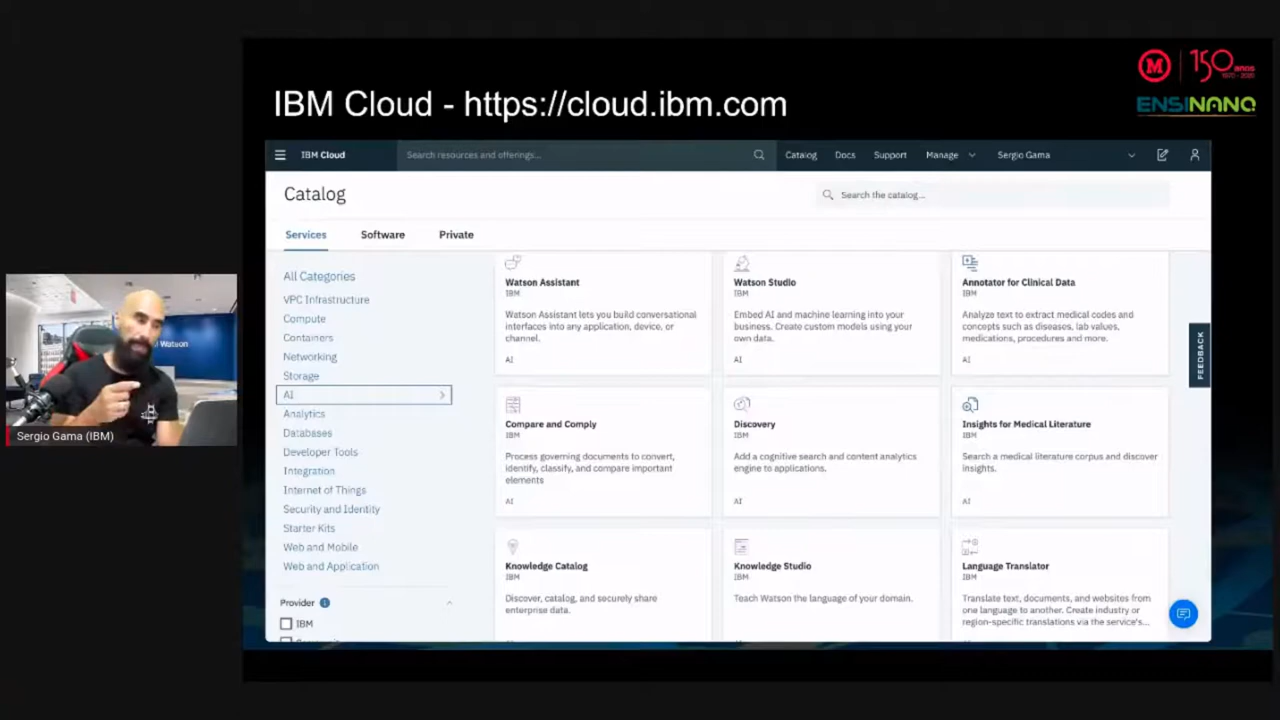 M 150 anos
1870 - 2020
ENSINANO
IBM Cloud - https://cloud.ibm.com
IBM Cloud
Search resources and offerings...
Catalog
Docs
Support
Manage
Sergio Gama
Catalog
Search the catalog...
Services
Software
Private
All Categories
VPC Infrastructure
Compute
Containers
Networking
Storage
AI
Analytics
Databases
Developer Tools
Integration
Internet of Things
Security and Identity
Starter Kits
Web and Mobile
Web and Application
Provider
IBM
Watson Assistant
IBM
Watson Assistant lets you build conversational
interfaces into any application, device, or
channel.
AI
Watson Studio
IBM
Embed AI and machine learning into your
business. Create custom models using your
own data.
AI
Annotator for Clinical Data
IBM
Analyze text to extract medical codes and
concepts such as diseases, lab values,
medications, procedures and more.
AI
Compare and Comply
IBM
Process governing documents to convert,
identify, classify, and compare important
elements
AI
Discovery
IBM
Add a cognitive search and content analytics
engine to applications.
AI
Insights for Medical Literature
IBM
Search a medical literature corpus and discover
insights.
AI
Knowledge Catalog
IBM
Discover, catalog, and securely share
enterprise data.
Knowledge Studio
IBM
Teach Watson the language of your domain.
Language Translator
IBM
Translate text, documents, and websites from
one language to another. Create industry or
region-specific translations via the service's...
FEEDBACK
Watson
Sergio Gama (IBM)